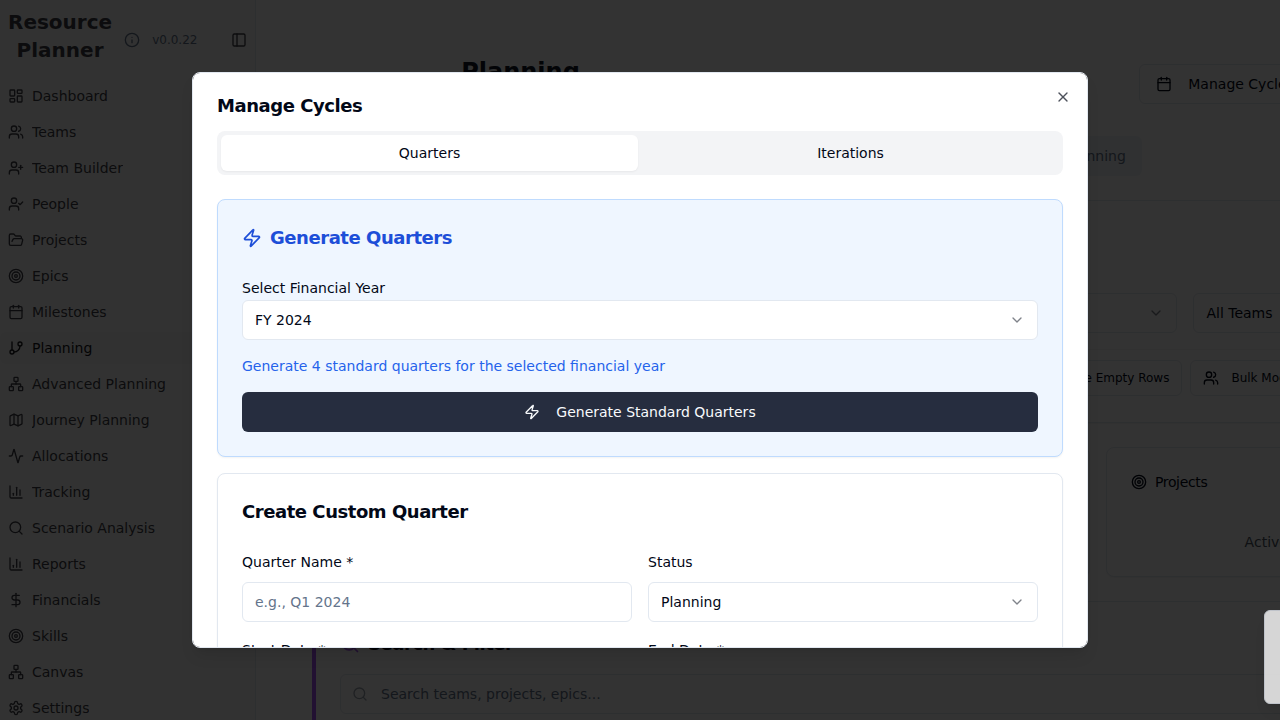 Resource
Planner
v0.0.22
Dashboard
Teams
Team Builder
People
Projects
Epics
Milestones
Planning
Advanced Planning
Journey Planning
Allocations
Tracking
Scenario Analysis
Reports
Financials
Skills
Canvas
Settings
Planning
Manage Cycl
nning
All Teams
e Empty Rows
Bulk Mo
Projects
Activ
Manage Cycles
Quarters
Iterations
Generate Quarters
Select Financial Year
FY 2024
Generate 4 standard quarters for the selected financial year
Generate Standard Quarters
Create Custom Quarter
Quarter Name *
Status
e.g., Q1 2024
Planning
Start Date *
End Date *
Search & Filter
Search teams, projects, epics...